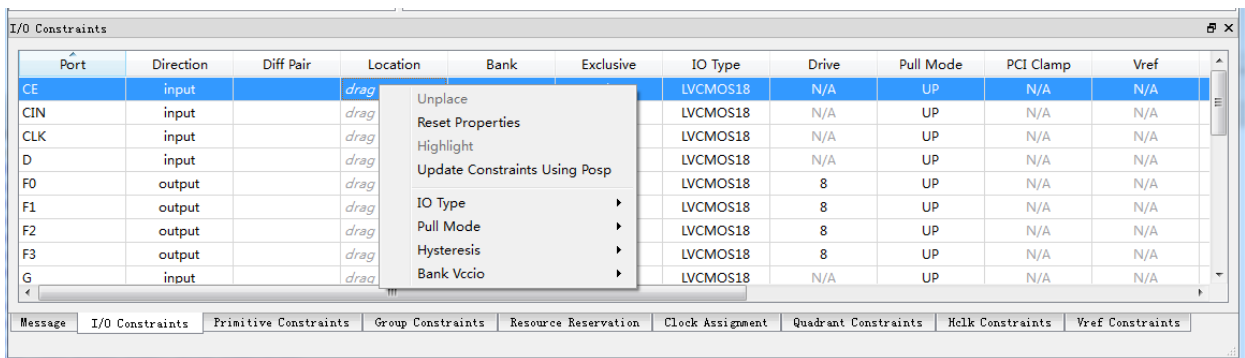 I/O Constraints
Port Direction Diff Pair Location Bank Exclusive IO Type Drive Pull Mode PCI Clamp Vref
CE input drag LVCMOS18 N/A UP N/A N/A
CIN input drag LVCMOS18 N/A UP N/A N/A
CLK input drag LVCMOS18 N/A UP N/A N/A
D input drag LVCMOS18 N/A UP N/A N/A
F0 output drag LVCMOS18 8 UP N/A N/A
F1 output drag LVCMOS18 8 UP N/A N/A
F2 output drag LVCMOS18 8 UP N/A N/A
F3 output drag LVCMOS18 8 UP N/A N/A
G input drag LVCMOS18 N/A UP N/A N/A
Unplace
Reset Properties
Highlight
Update Constraints Using Posp
IO Type
Pull Mode
Hysteresis
Bank Vccio
Message I/O Constraints Primitive Constraints Group Constraints Resource Reservation Clock Assignment Quadrant Constraints Hclk Constraints Vref Constraints